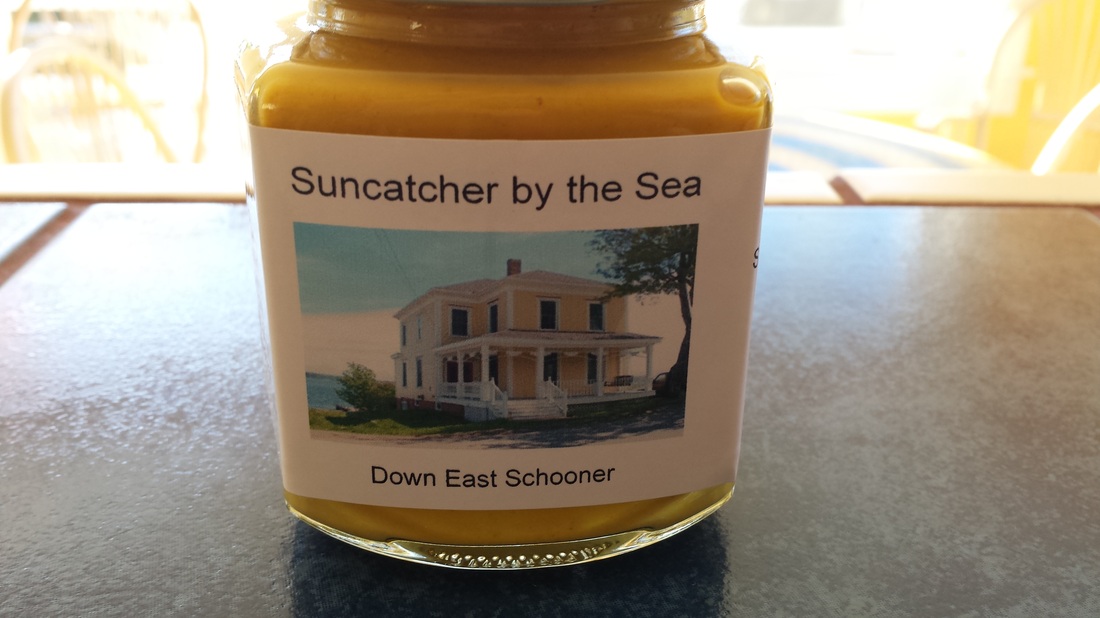 Suncatcher by the Sea
Down East Schooner